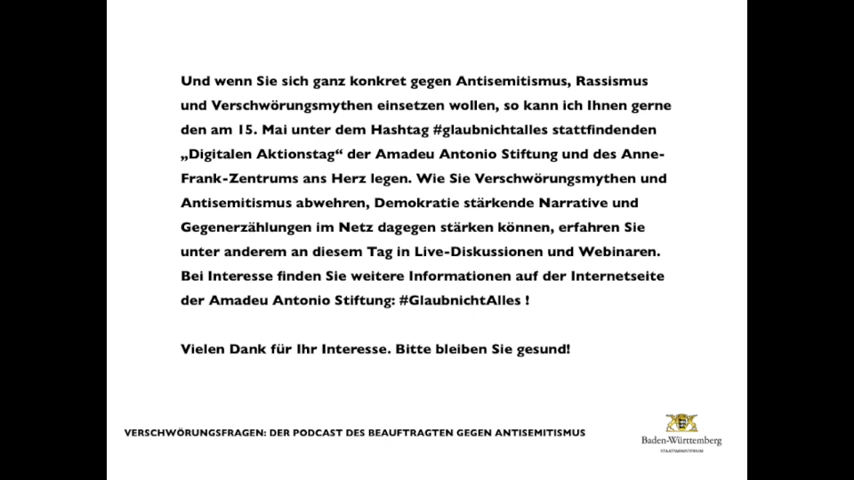 Und wenn Sie sich ganz konkret gegen Antisemitismus, Rassismus
und Verschwörungsmythen einsetzen wollen, so kann ich Ihnen gerne
den am 15. Mai unter dem Hashtag #glaubnichtalles stattfindenden
„Digitalen Aktionstag“ der Amadeu Antonio Stiftung und des Anne-
Frank-Zentrums ans Herz legen. Wie Sie Verschwörungsmythen und
Antisemitismus abwehren, Demokratie stärkende Narrative und
Gegenerzählungen im Netz dagegen stärken können, erfahren Sie
unter anderem an diesem Tag in Live-Diskussionen und Webinaren.
Bei Interesse finden Sie weitere Informationen auf der Internetseite
der Amadeu Antonio Stiftung: #GlaubnichtAlles !
Vielen Dank für Ihr Interesse. Bitte bleiben Sie gesund!
VERSCHWÖRUNGSFRAGEN: DER PODCAST DES BEAUFTRAGTEN GEGEN ANTISEMITISMUS
Baden-Württemberg
STAATSMINISTERIUM